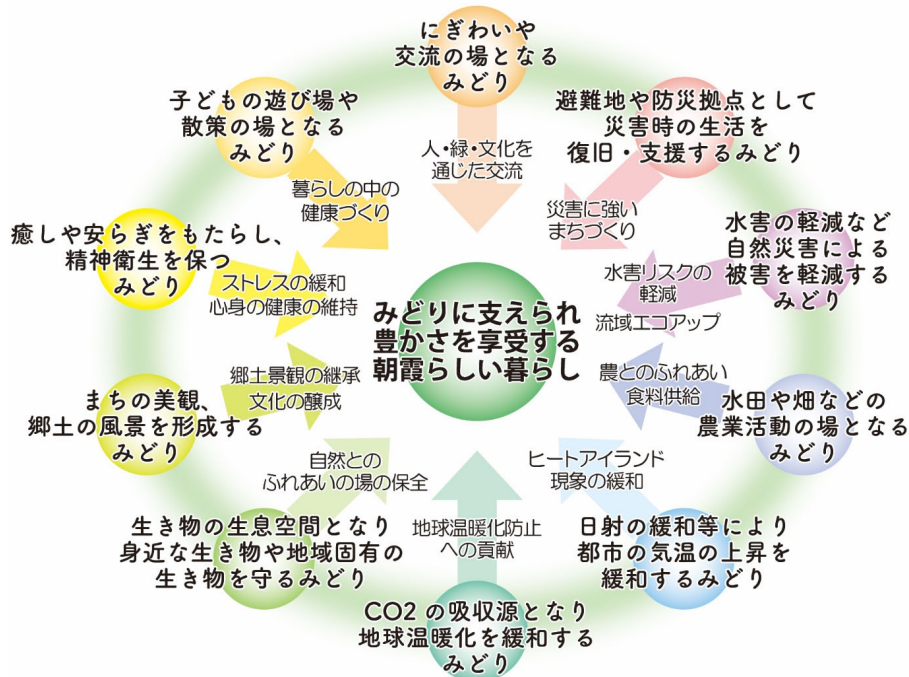 にぎわいや
交流の場となる
みどり
人・緑・文化を
通じた交流
避難地や防災拠点として
災害時の生活を
復旧・支援するみどり
災害に強い
まちづくり
水害の軽減など
自然災害による
被害を軽減する
みどり
水害リスクの
軽減
流域エコアップ
水田や畑などの
農業活動の場となる
みどり
農とのふれあい
食料供給
日射の緩和等により
都市の気温の上昇を
緩和するみどり
ヒートアイランド
現象の緩和
CO2の吸収源となり
地球温暖化を緩和する
みどり
地球温暖化防止
への貢献
生き物の生息空間となり
身近な生き物や地域固有の
生き物を守るみどり
自然との
ふれあいの場の保全
まちの美観、
郷土の風景を形成する
みどり
郷土景観の継承
文化の醸成
癒しや安らぎをもたらし、
精神衛生を保つ
みどり
ストレスの緩和
心身の健康の維持
子どもの遊び場や
散策の場となる
みどり
暮らしの中の
健康づくり
みどりに支えられ
豊かさを享受する
朝霞らしい暮らし